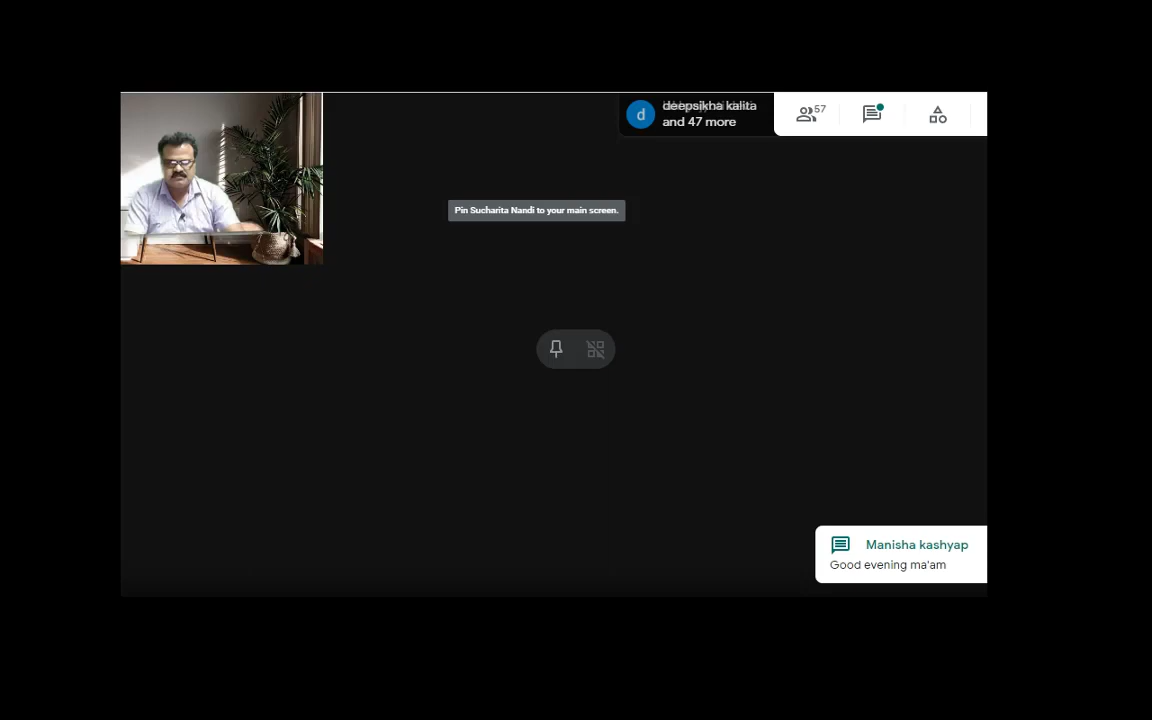 deepsikha kalita
and 47 more
57
d
Pin Sucharita Nandi to your main screen.
Manisha kashyap
Good evening ma'am